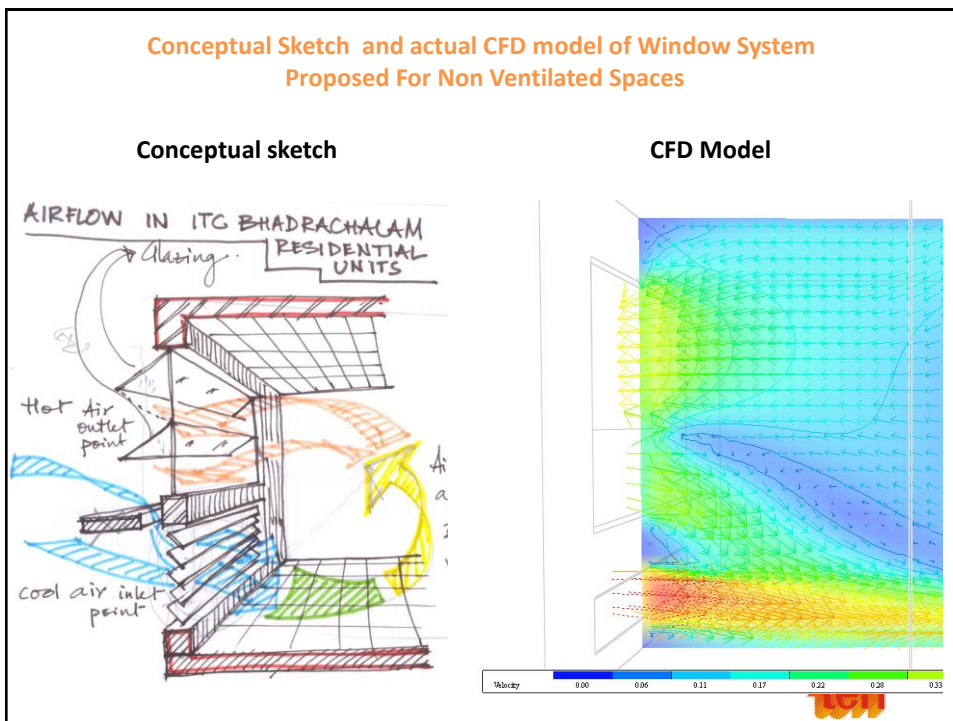 Conceptual Sketch and actual CFD model of Window System
Proposed For Non Ventilated Spaces
Conceptual sketch
CFD Model
AIRFLOW IN ITC BHADRACHALAM
RESIDENTIAL
UNITS
Glazing.
Hot Air
outlet
point
cool air inlet
point
Velocity 0.00 0.06 0.11 0.17 0.22 0.28 0.33